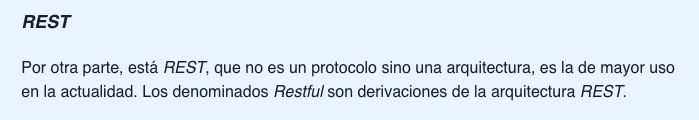 REST
Por otra parte, está REST, que no es un protocolo sino una arquitectura, es la de mayor uso
en la actualidad. Los denominados Restful son derivaciones de la arquitectura REST.